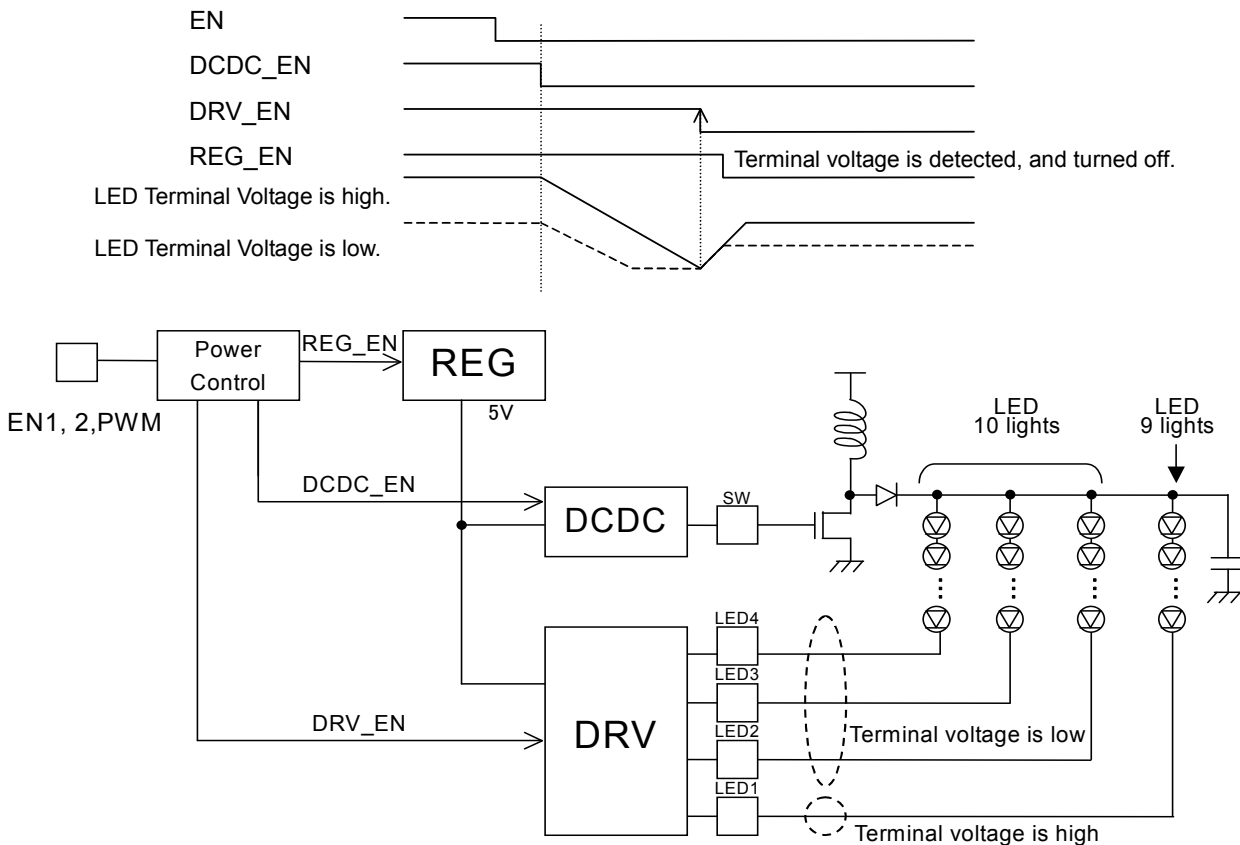 EN
DCDC_EN
DRV_EN
REG_EN
Terminal voltage is detected, and turned off.
LED Terminal Voltage is high.
LED Terminal Voltage is low.
Power
Control
REG_EN
REG
5V
EN1, 2,PWM
LED
10 lights
LED
9 lights
DCDC_EN
DCDC
SW
LED4
LED3
DRV_EN
DRV
LED2
Terminal voltage is low
LED1
Terminal voltage is high